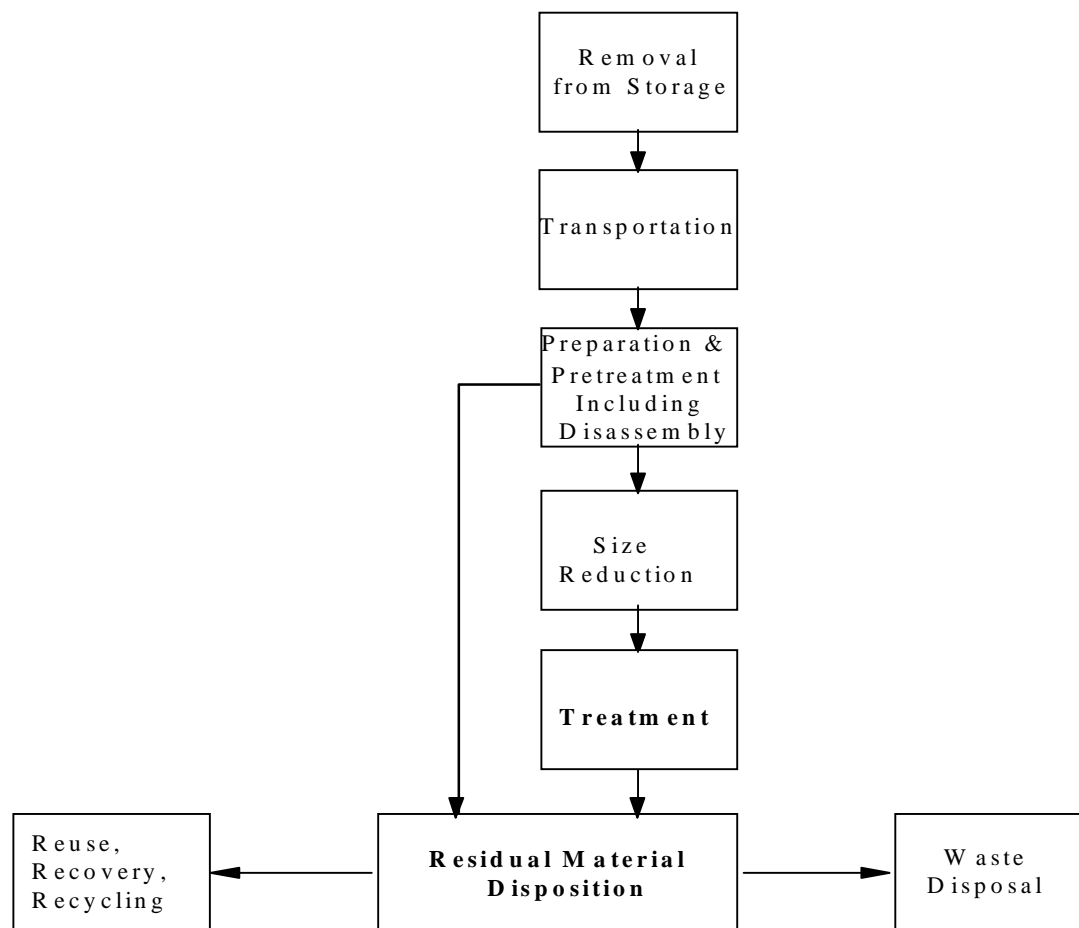 Removal
from Storage
Transportation
Preparation &
Pretreatment
Including
Disassembly
Size
Reduction
Treatment
Reuse,
Recovery,
Recycling
Residual Material
Disposition
Waste
Disposal